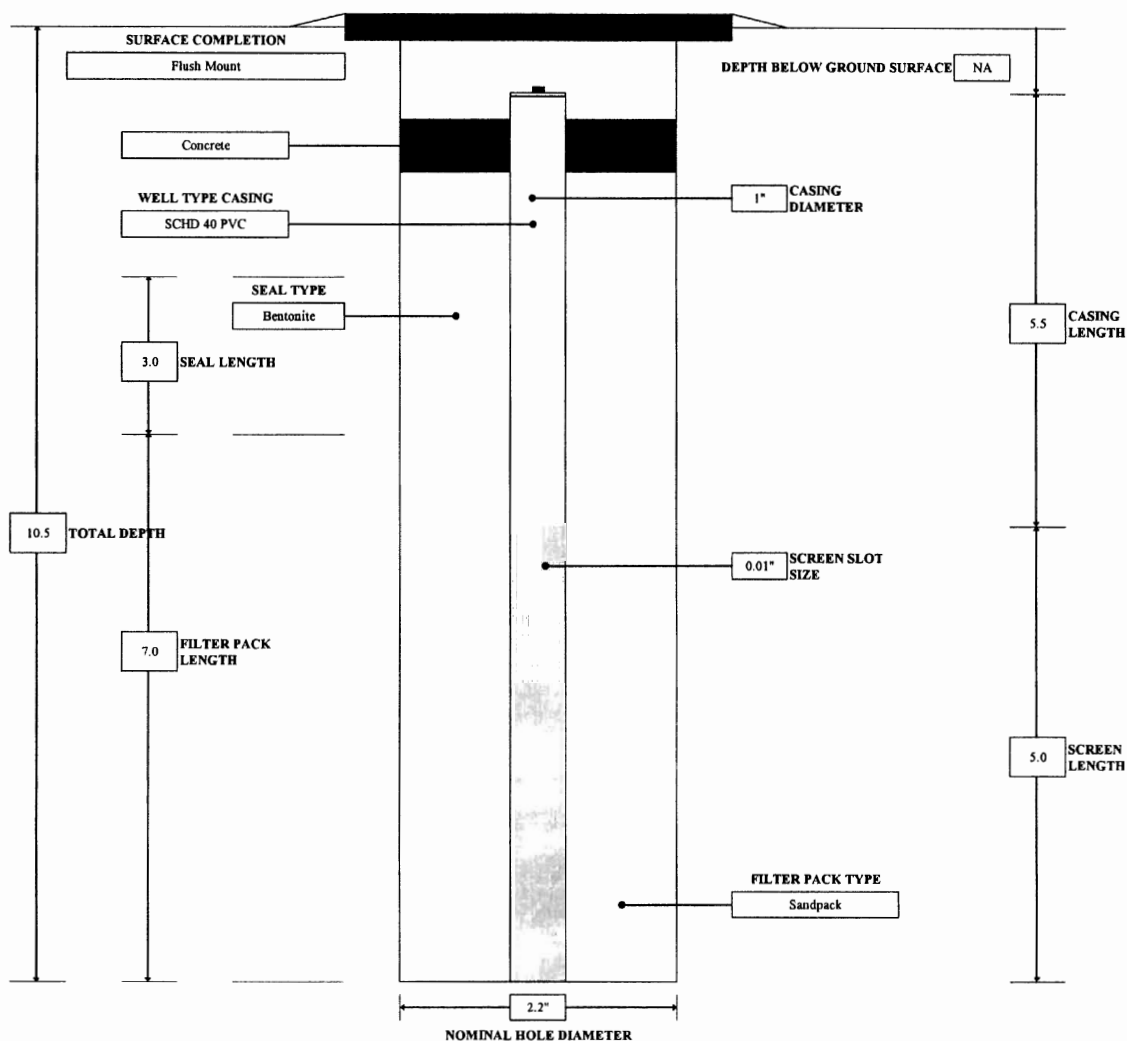 SURFACE COMPLETION
Flush Mount
DEPTH BELOW GROUND SURFACE
NA
Concrete
WELL TYPE CASING
SCHD 40 PVC
1"
CASING
DIAMETER
SEAL TYPE
Bentonite
3.0
SEAL LENGTH
5.5
CASING
LENGTH
10.5
TOTAL DEPTH
0.01"
SCREEN SLOT
SIZE
7.0
FILTER PACK
LENGTH
5.0
SCREEN
LENGTH
FILTER PACK TYPE
Sandpack
2.2"
NOMINAL HOLE DIAMETER